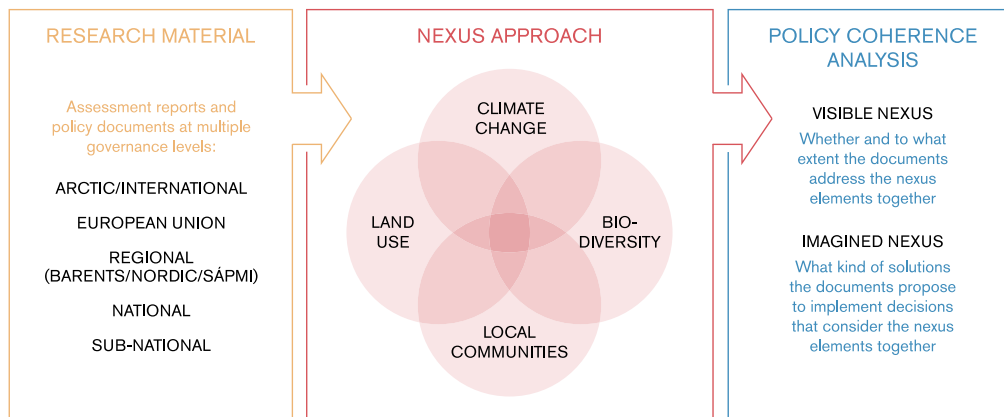 RESEARCH MATERIAL
Assessment reports and
policy documents at multiple
governance levels:
ARCTIC/INTERNATIONAL
EUROPEAN UNION
REGIONAL
(BARENTS/NORDIC/SÁPMI)
NATIONAL
SUB-NATIONAL
NEXUS APPROACH
CLIMATE
CHANGE
LAND
USE
BIO-
DIVERSITY
LOCAL
COMMUNITIES
POLICY COHERENCE
ANALYSIS
VISIBLE NEXUS
Whether and to what
extent the documents
address the nexus
elements together
IMAGINED NEXUS
What kind of solutions
the documents propose
to implement decisions
that consider the nexus
elements together